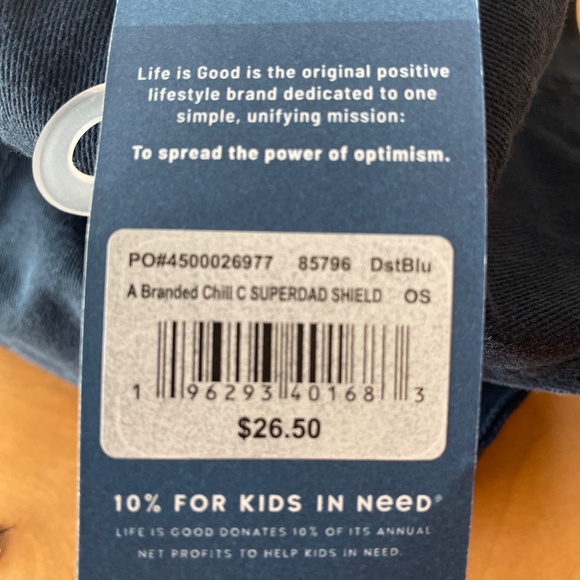 Life is Good is the original positive
lifestyle brand dedicated to one
simple, unifying mission:
To spread the power of optimism.
PO#4500026977 85796 DstBlu
A Branded Chill C SUPERDAD SHIELD OS
1 96293 40168 3
$26.50
10% FOR KIDS IN NeeD®
LIFE IS GOOD DONATES 10% OF ITS ANNUAL
NET PROFITS TO HELP KIDS IN NEED.